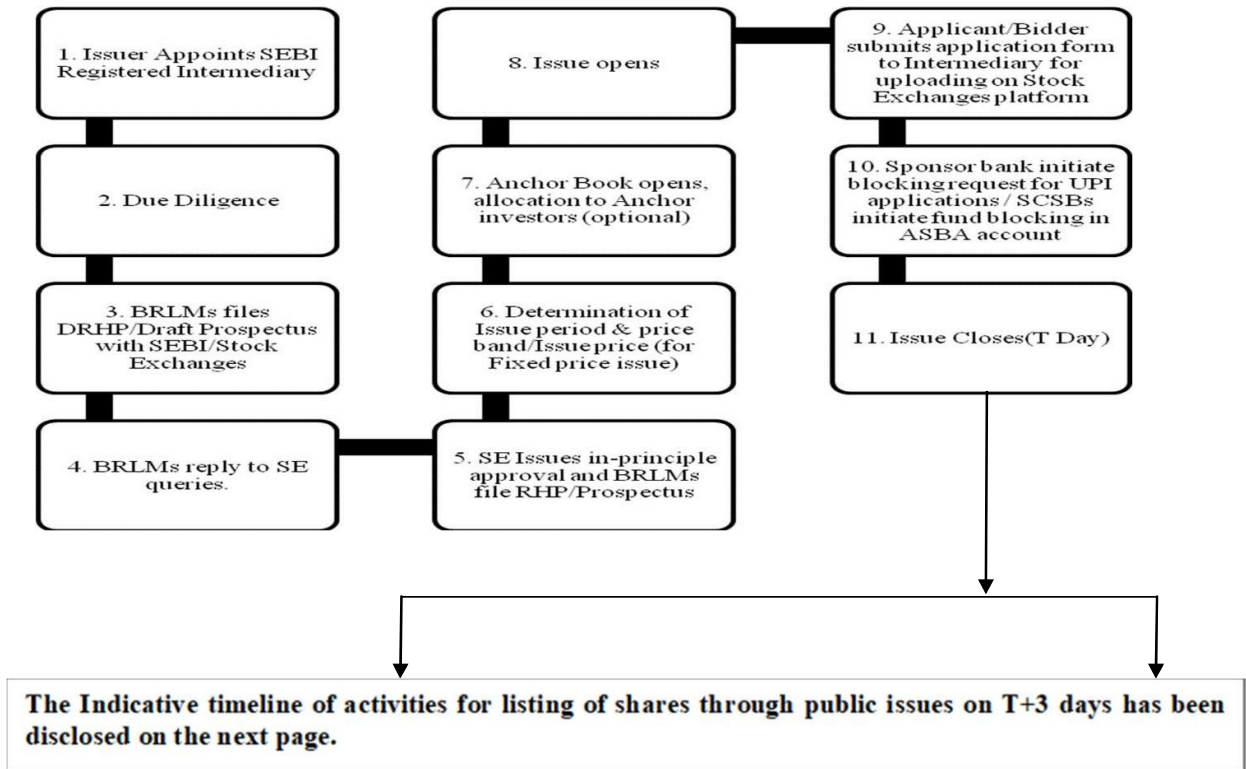 1. Issuer Appoints SEBI
Registered Intermediary
2. Due Diligence
3. BRLMs files
DRHP/Draft Prospectus
with SEBI/Stock
Exchanges
4. BRLMs reply to SE
queries.
5. SE Issues in-principle
approval and BRLMs
file RHP/Prospectus
6. Determination of
Issue period & price
band/Issue price (for
Fixed price issue)
7. Anchor Book opens,
allocation to Anchor
investors (optional)
8. Issue opens
9. Applicant/Bidder
submits application form
to Intermediary for
uploading on Stock
Exchanges platform
10. Sponsor bank initiate
blocking request for UPI
applications / SCSBs
initiate fund blocking in
ASBA account
11. Issue Closes(T Day)
The Indicative timeline of activities for listing of shares through public issues on T+3 days has been
disclosed on the next page.